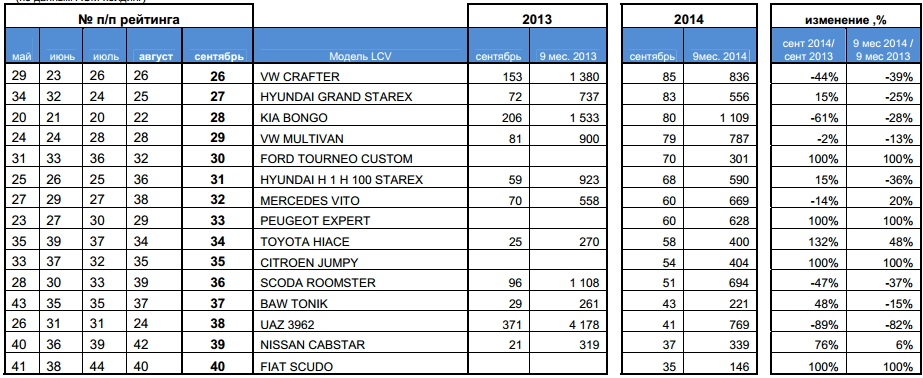 № п/п рейтинга 2013 2014 изменение ,%
май июнь июль август сентябрь Модель LCV сентябрь 9 мес. 2013 сентябрь 9мес. 2014 сент 2014/ сент 2013 9 мес 2014 / 9 мес 2013
29 23 26 26 26 VW CRAFTER 153 1 380 85 836 -44% -39%
34 32 24 25 27 HYUNDAI GRAND STAREX 72 737 83 556 15% -25%
20 21 20 22 28 KIA BONGO 206 1 533 80 1 109 -61% -28%
24 24 28 28 29 VW MULTIVAN 81 900 79 787 -2% -13%
31 33 36 32 30 FORD TOURNEO CUSTOM 70 301 100% 100%
25 26 25 36 31 HYUNDAI H 1 H 100 STAREX 59 923 68 590 15% -36%
27 29 27 38 32 MERCEDES VITO 70 558 60 669 -14% 20%
23 27 30 29 33 PEUGEOT EXPERT 60 628 100% 100%
35 39 37 34 34 TOYOTA HIACE 25 270 58 400 132% 48%
33 37 32 35 35 CITROEN JUMPY 54 404 100% 100%
28 30 33 39 36 SCODA ROOMSTER 96 1 108 51 694 -47% -37%
43 35 35 37 37 BAW TONIK 29 261 43 221 48% -15%
26 31 31 24 38 UAZ 3962 371 4 178 41 769 -89% -82%
40 36 39 42 39 NISSAN CABSTAR 21 319 37 339 76% 6%
41 38 44 40 40 FIAT SCUDO 35 146 100% 100%